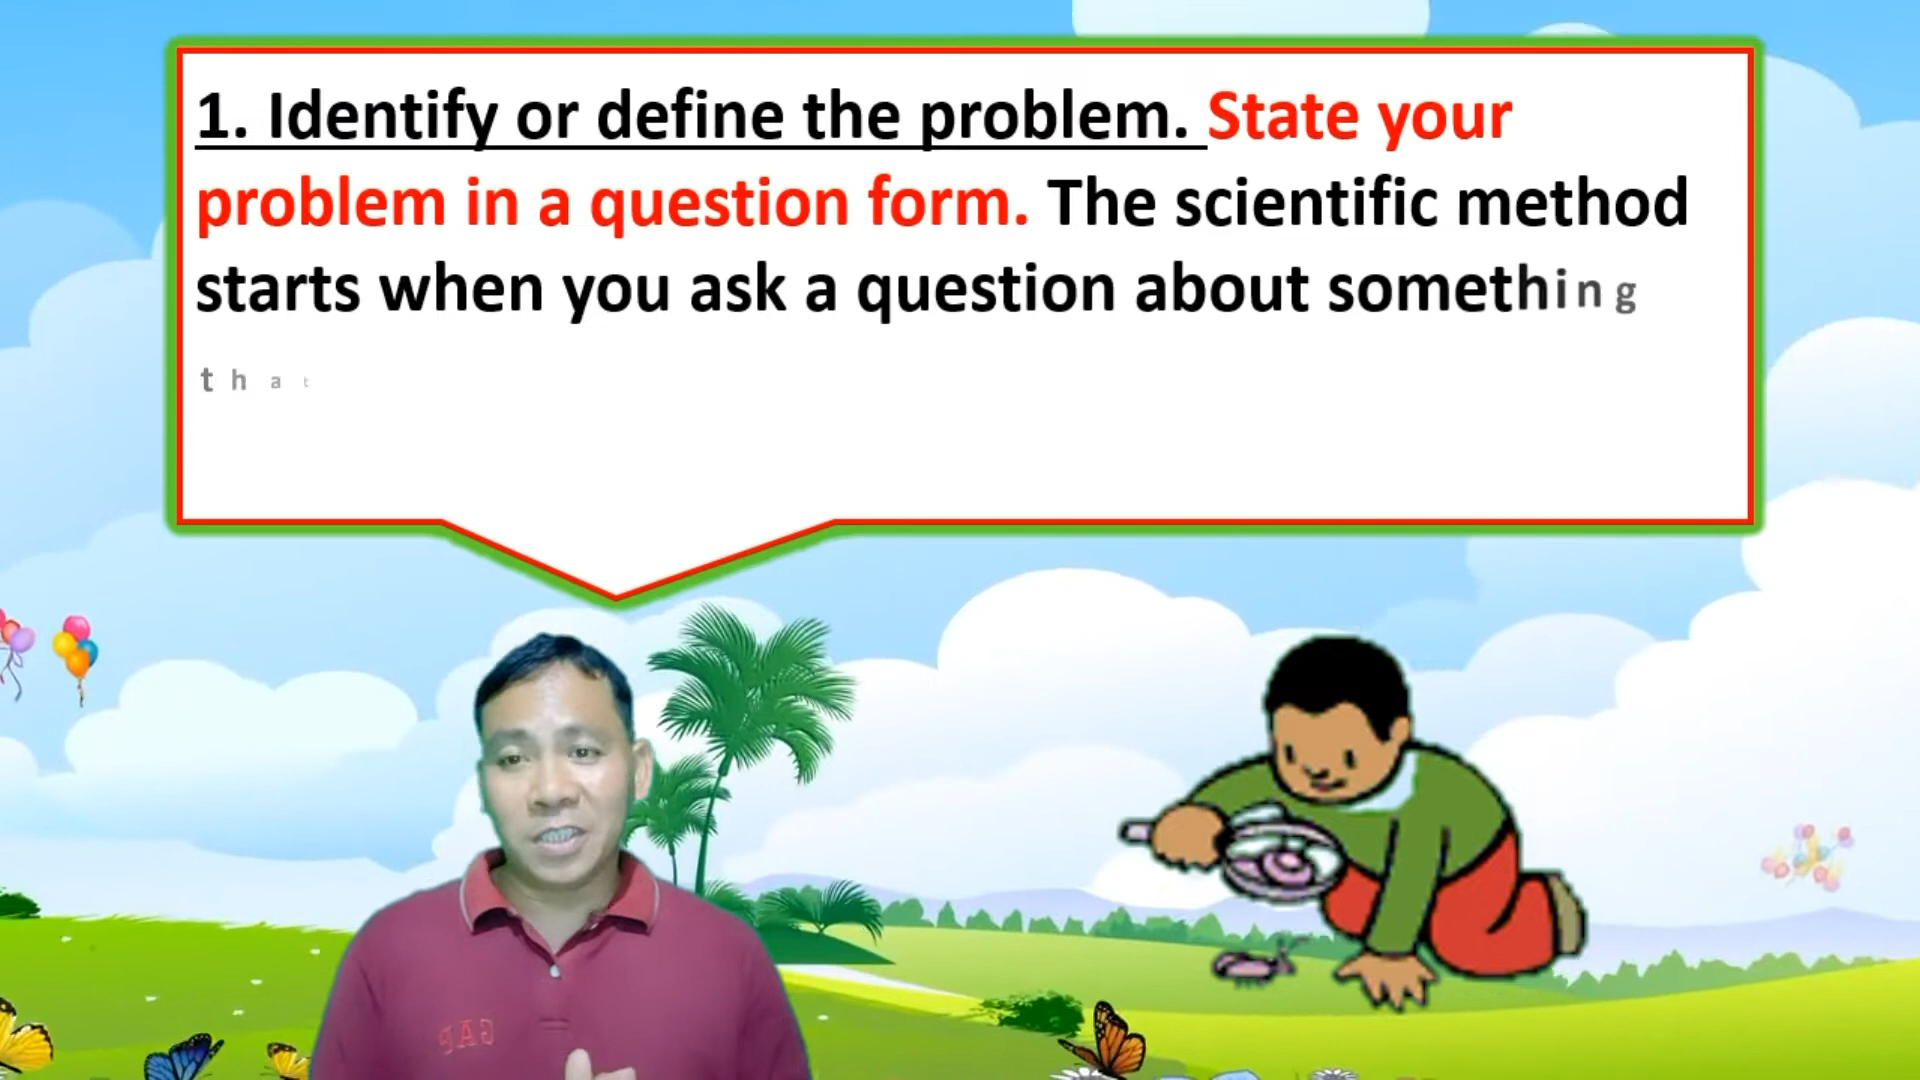 1. Identify or define the problem. State your
problem in a question form. The scientific method
starts when you ask a question about something
that
GAP